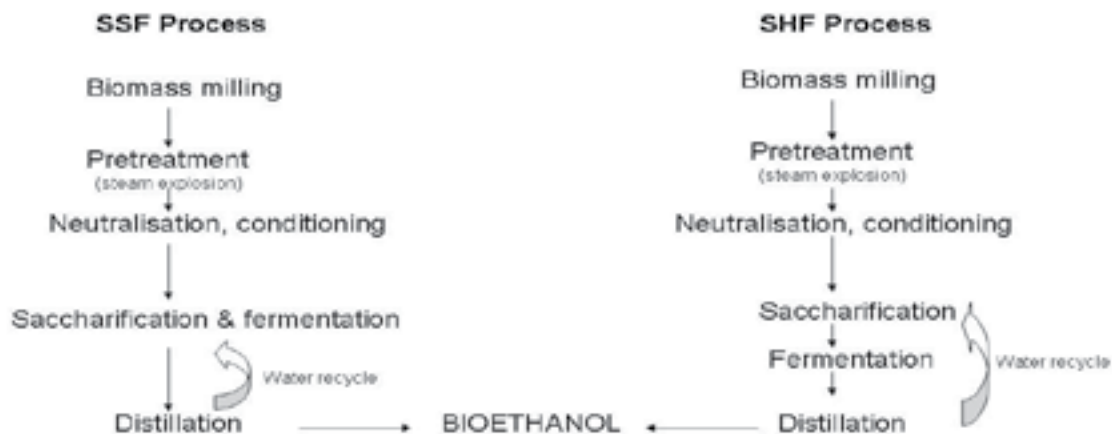 SSF Process
Biomass milling
Pretreatment
(steam explosion)
Neutralisation, conditioning
Saccharification & fermentation
Water recycle
Distillation
BIOETHANOL
SHF Process
Biomass milling
Pretreatment
(steam explosion)
Neutralisation, conditioning
Saccharification
Fermentation
Water recycle
Distillation